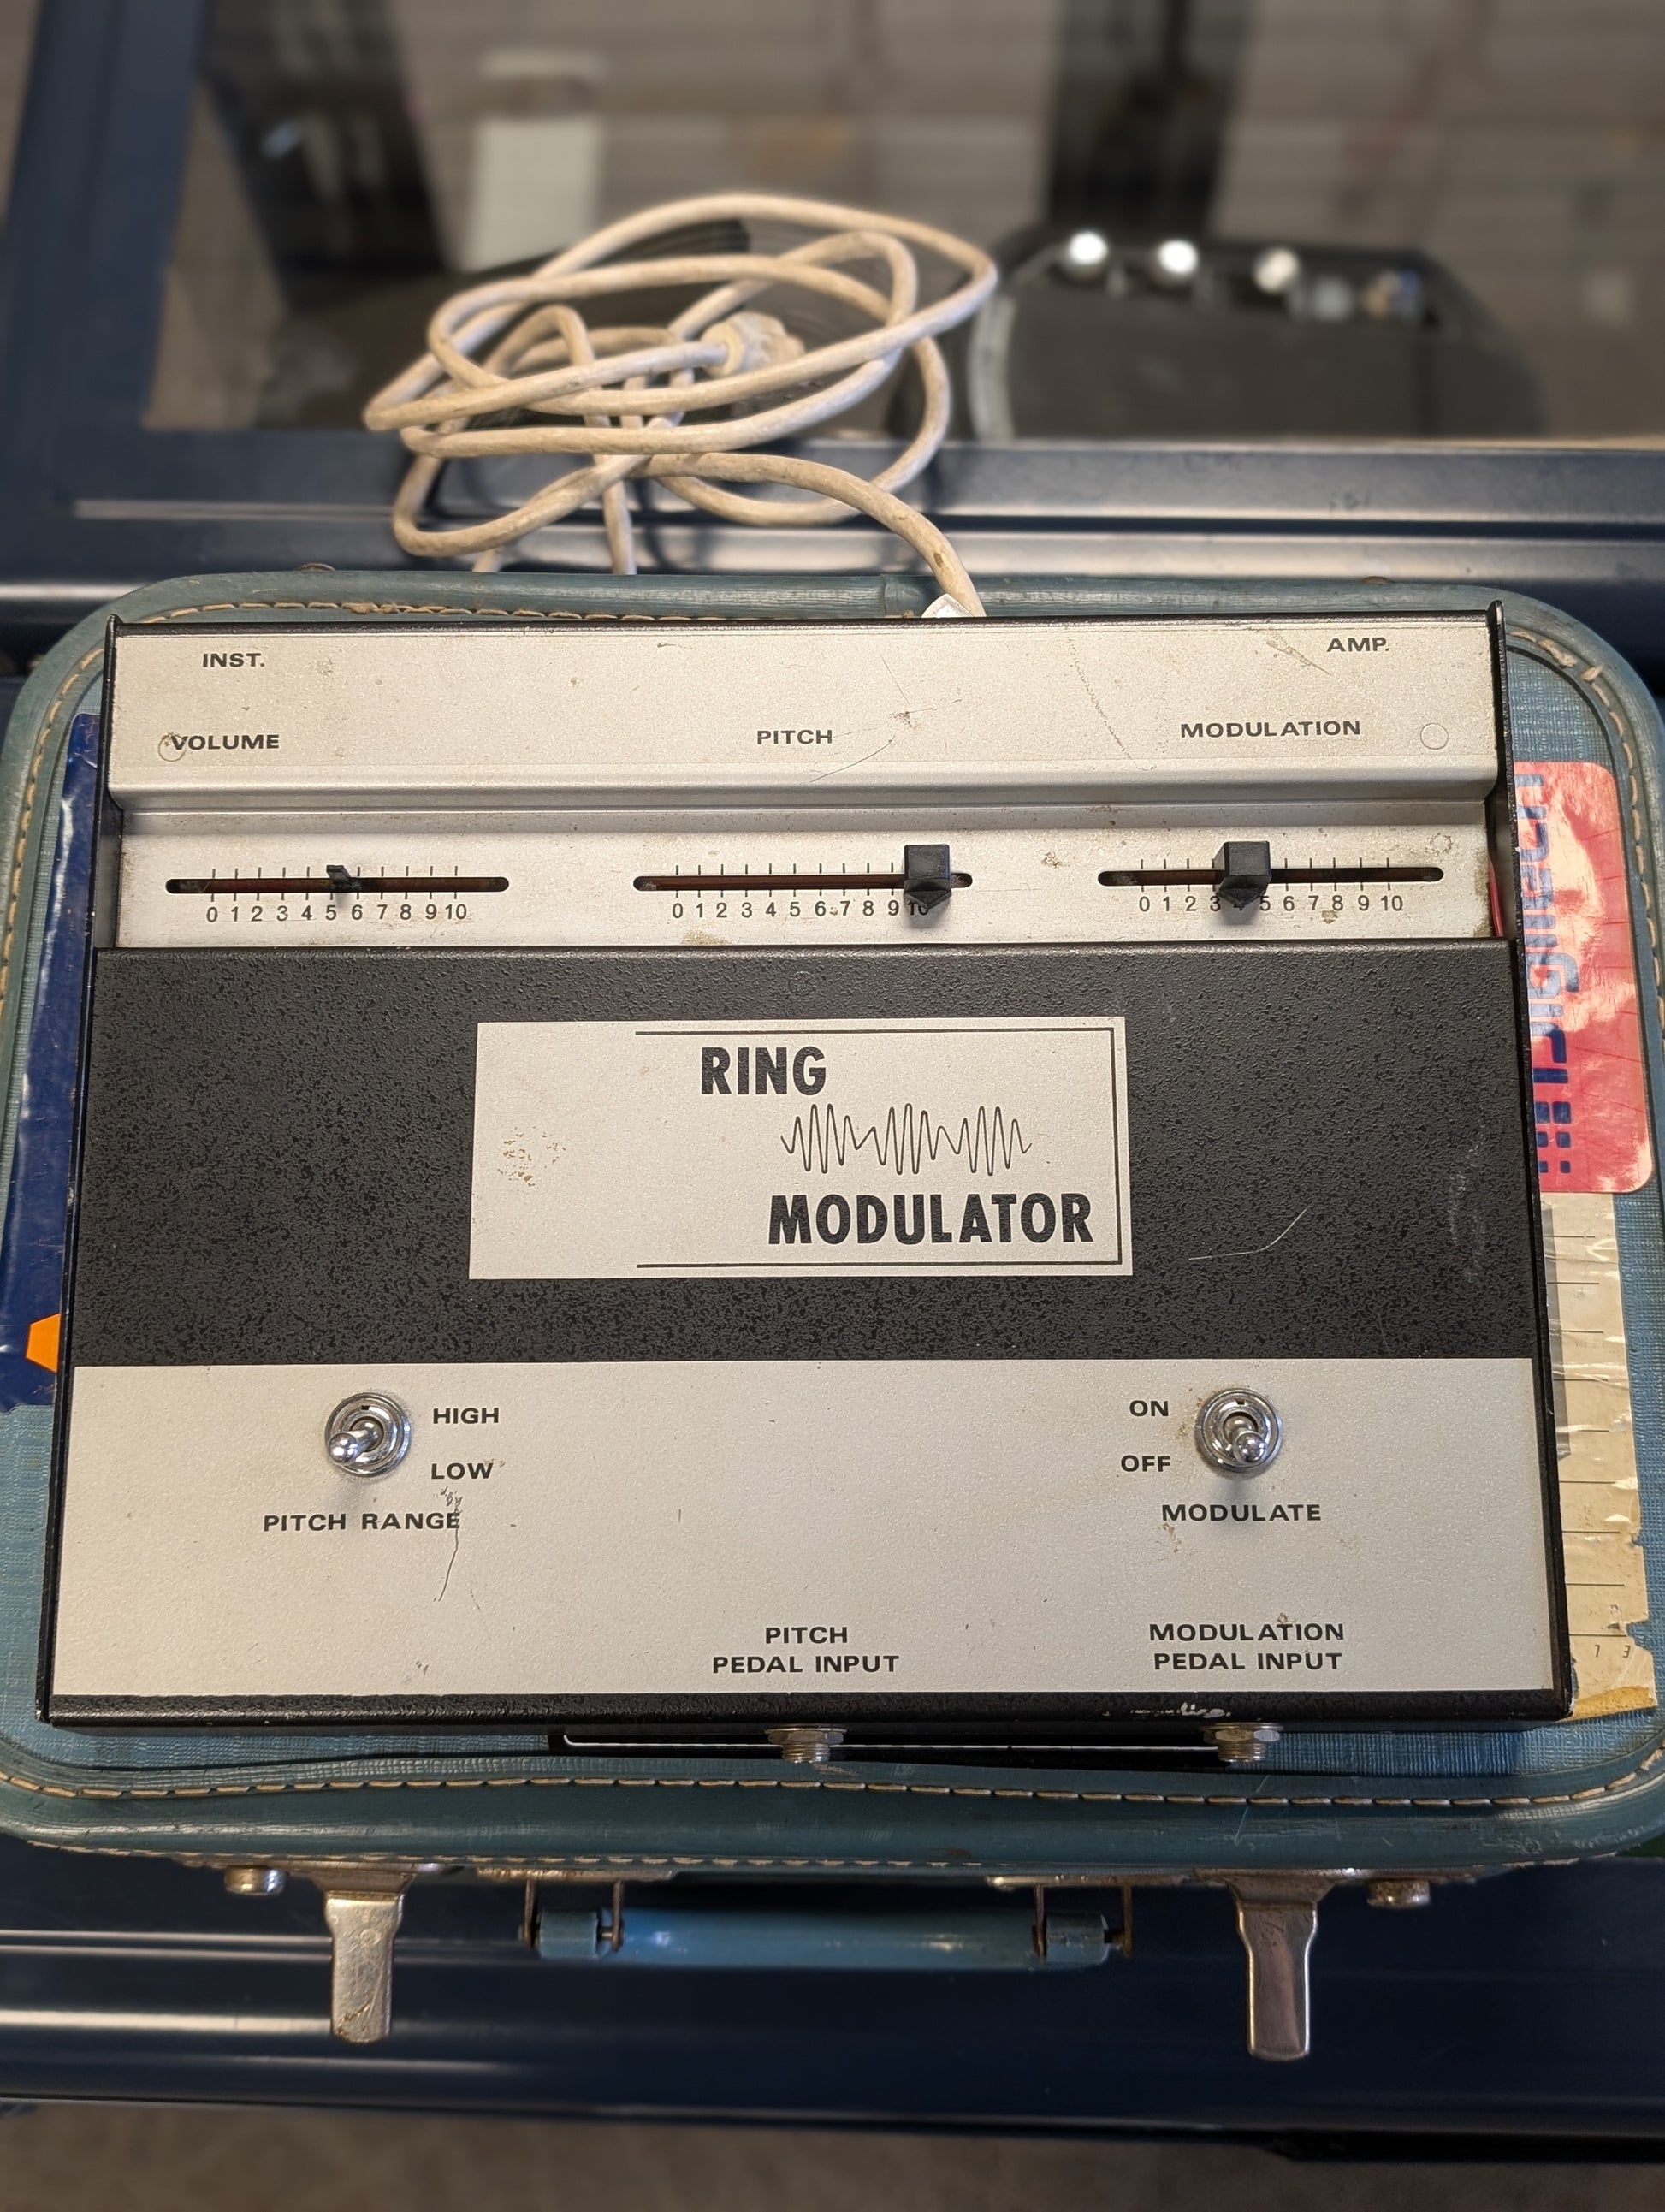 INST.
AMP.
VOLUME
PITCH
MODULATION
0 1 2 3 4 5 6 7 8 9 10
0 1 2 3 4 5 6 7 8 9 10
0 1 2 3 4 5 6 7 8 9 10
RING
MODULATOR
HIGH
LOW
PITCH RANGE
ON
OFF
MODULATE
PITCH
PEDAL INPUT
MODULATION
PEDAL INPUT